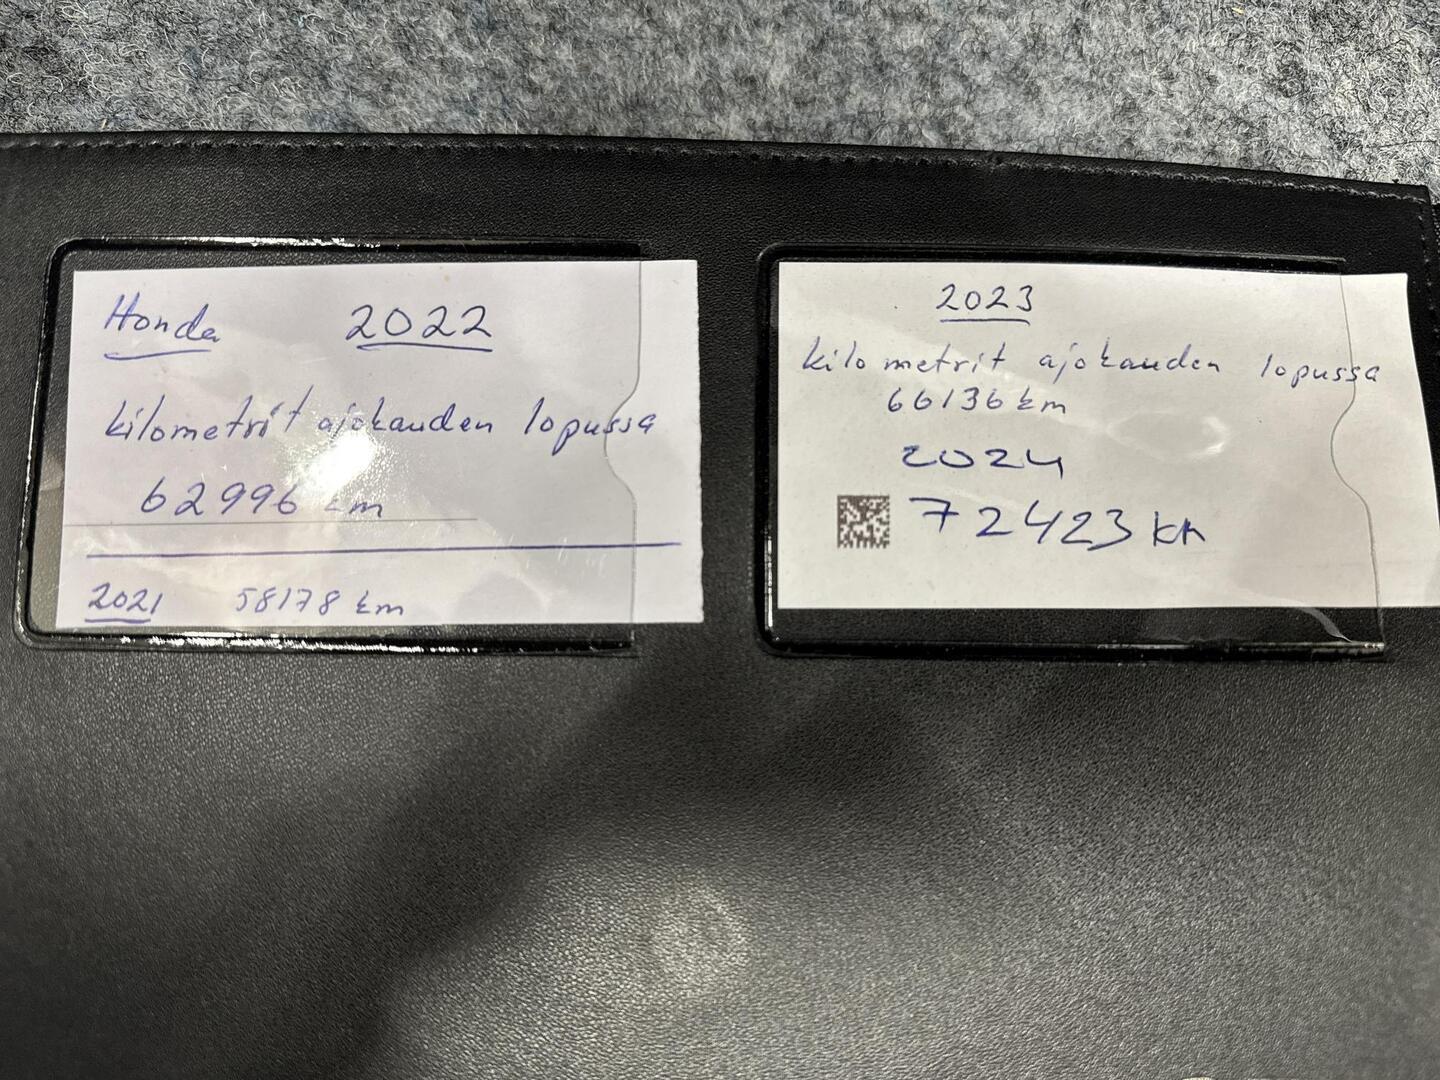 Honda 2022
kilometrit ajokauden lopussa
62996 km
2021 58178 km
2023
kilometrit ajokauden lopussa
66136 km
2024
72423 km